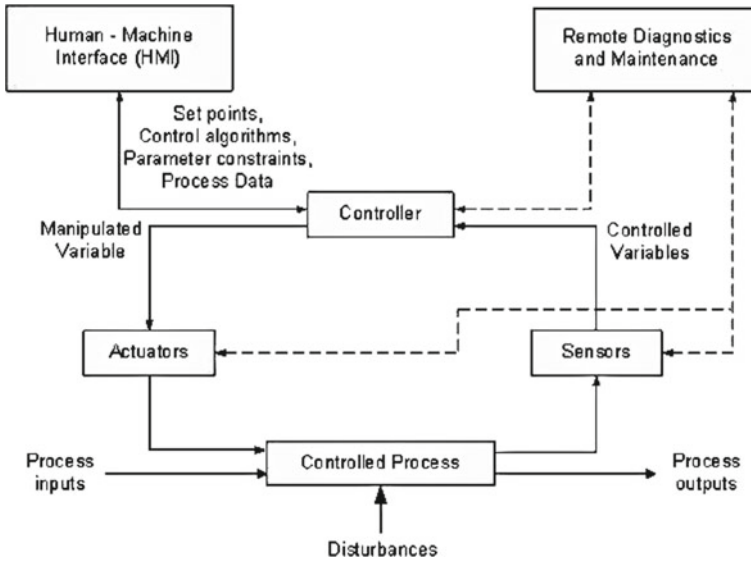 Human - Machine
Interface (HMI)
Remote Diagnostics
and Maintenance
Set points,
Control algorithms,
Parameter constraints,
Process Data
Controller
Manipulated
Variable
Controlled
Variables
Actuators
Sensors
Controlled Process
Process
inputs
Process
outputs
Disturbances